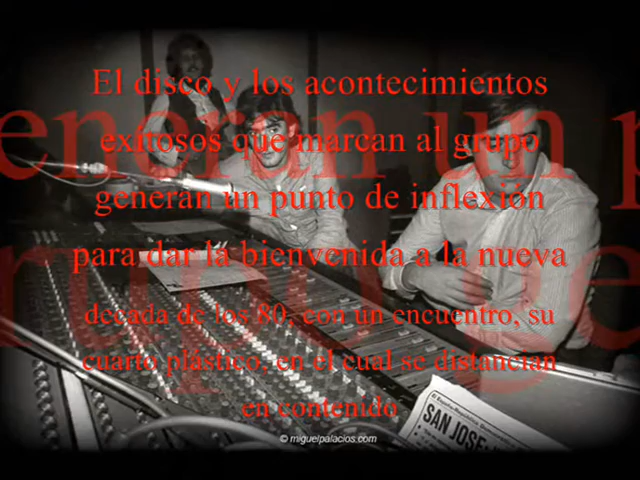 El disco y los acontecimientos
exitosos que marcan al grupo
generan un punto de inflexión
para dar la bienvenida a la nueva
decada de los 80, con un encuentro, su
cuarto plástico, en el cual se distancian
en contenido
© miguelpalacios.com
SAN JOSE: